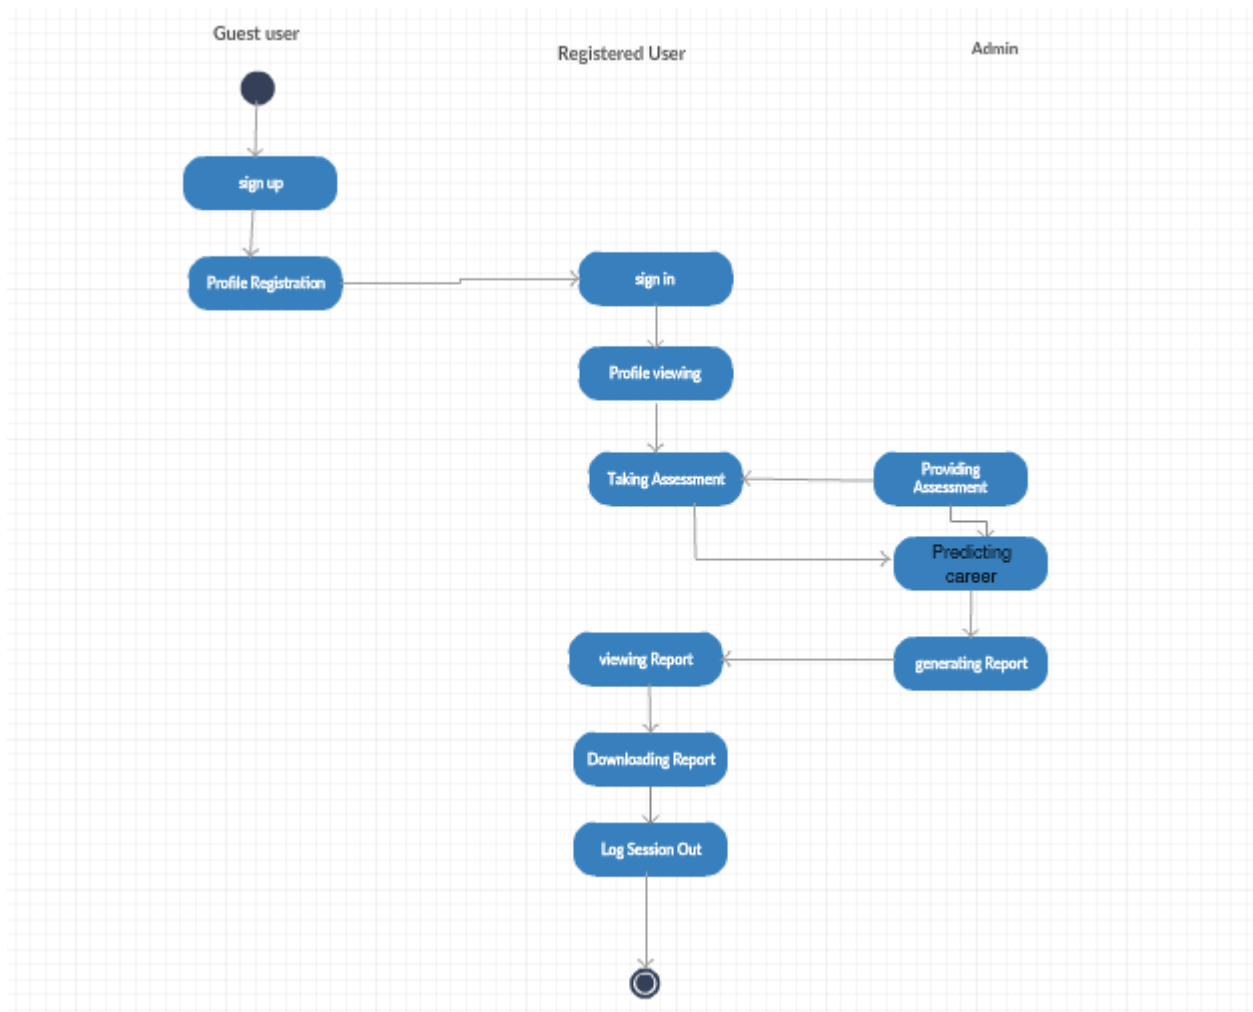 Guest user
Registered User
Admin
sign up
Profile Registration
sign in
Profile viewing
Taking Assessment
Providing
Assessment
Predicting
career
viewing Report
generating Report
Downloading Report
Log Session Out